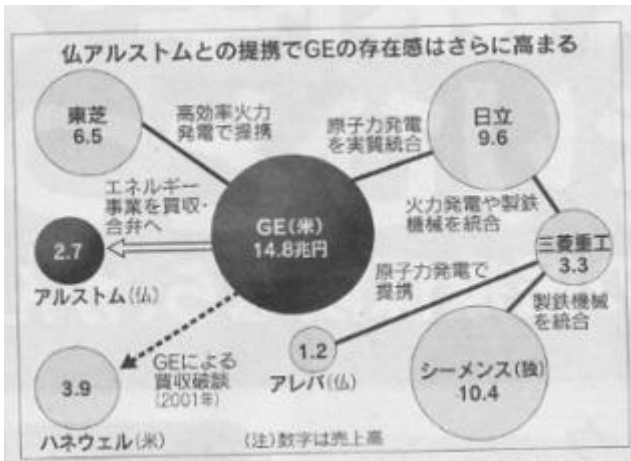 仏アルストムとの提携でGEの存在感はさらに高まる
東芝
6.5
高効率火力
発電で提携
原子力発電
を実質統合
日立
9.6
エネルギー
事業を買収・
合弁へ
GE(米)
14.8兆円
火力発電や製鉄
機械を統合
2.7
アルストム(仏)
三菱重工
3.3
原子力発電で
提携
製鉄機械
を統合
1.2
アレバ(仏)
GEによる
買収破談
(2001年)
シーメンス(独)
10.4
3.9
ハネウェル(米)
(注)数字は売上高